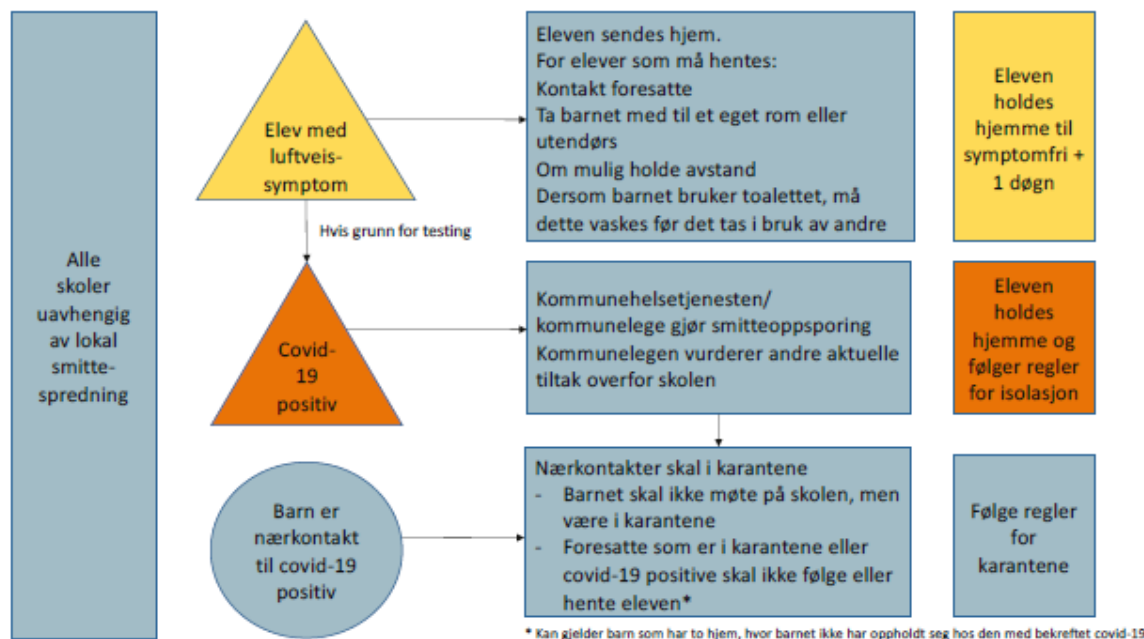 Alle
skoler
uavhengig
av lokal
smitte-
spredning
Elev med
luftveis-
symptom
Eleven sendes hjem.
For elever som må hentes:
Kontakt foresatte
Ta barnet med til et eget rom eller
utendørs
Om mulig holde avstand
Dersom barnet bruker toalettet, må
dette vaskes før det tas i bruk av andre
Eleven
holdes
hjemme til
symptomfri +
1 døgn
Hvis grunn for testing
Covid-
19
positiv
Kommunehelsetjenesten/
kommunelege gjør smitteoppsporing
Kommunelegen vurderer andre aktuelle
tiltak overfor skolen
Eleven
holdes
hjemme og
følger regler
for isolasjon
Barn er
nærkontakt
til covid-19
positiv
Nærkontakter skal i karantene
- Barnet skal ikke møte på skolen, men
være i karantene
- Foresatte som er i karantene eller
covid-19 positive skal ikke følge eller
hente eleven*
Følge regler
for
karantene
* Kan gjelder barn som har to hjem, hvor barnet ikke har oppholdt seg hos den med bekreftet covid-19